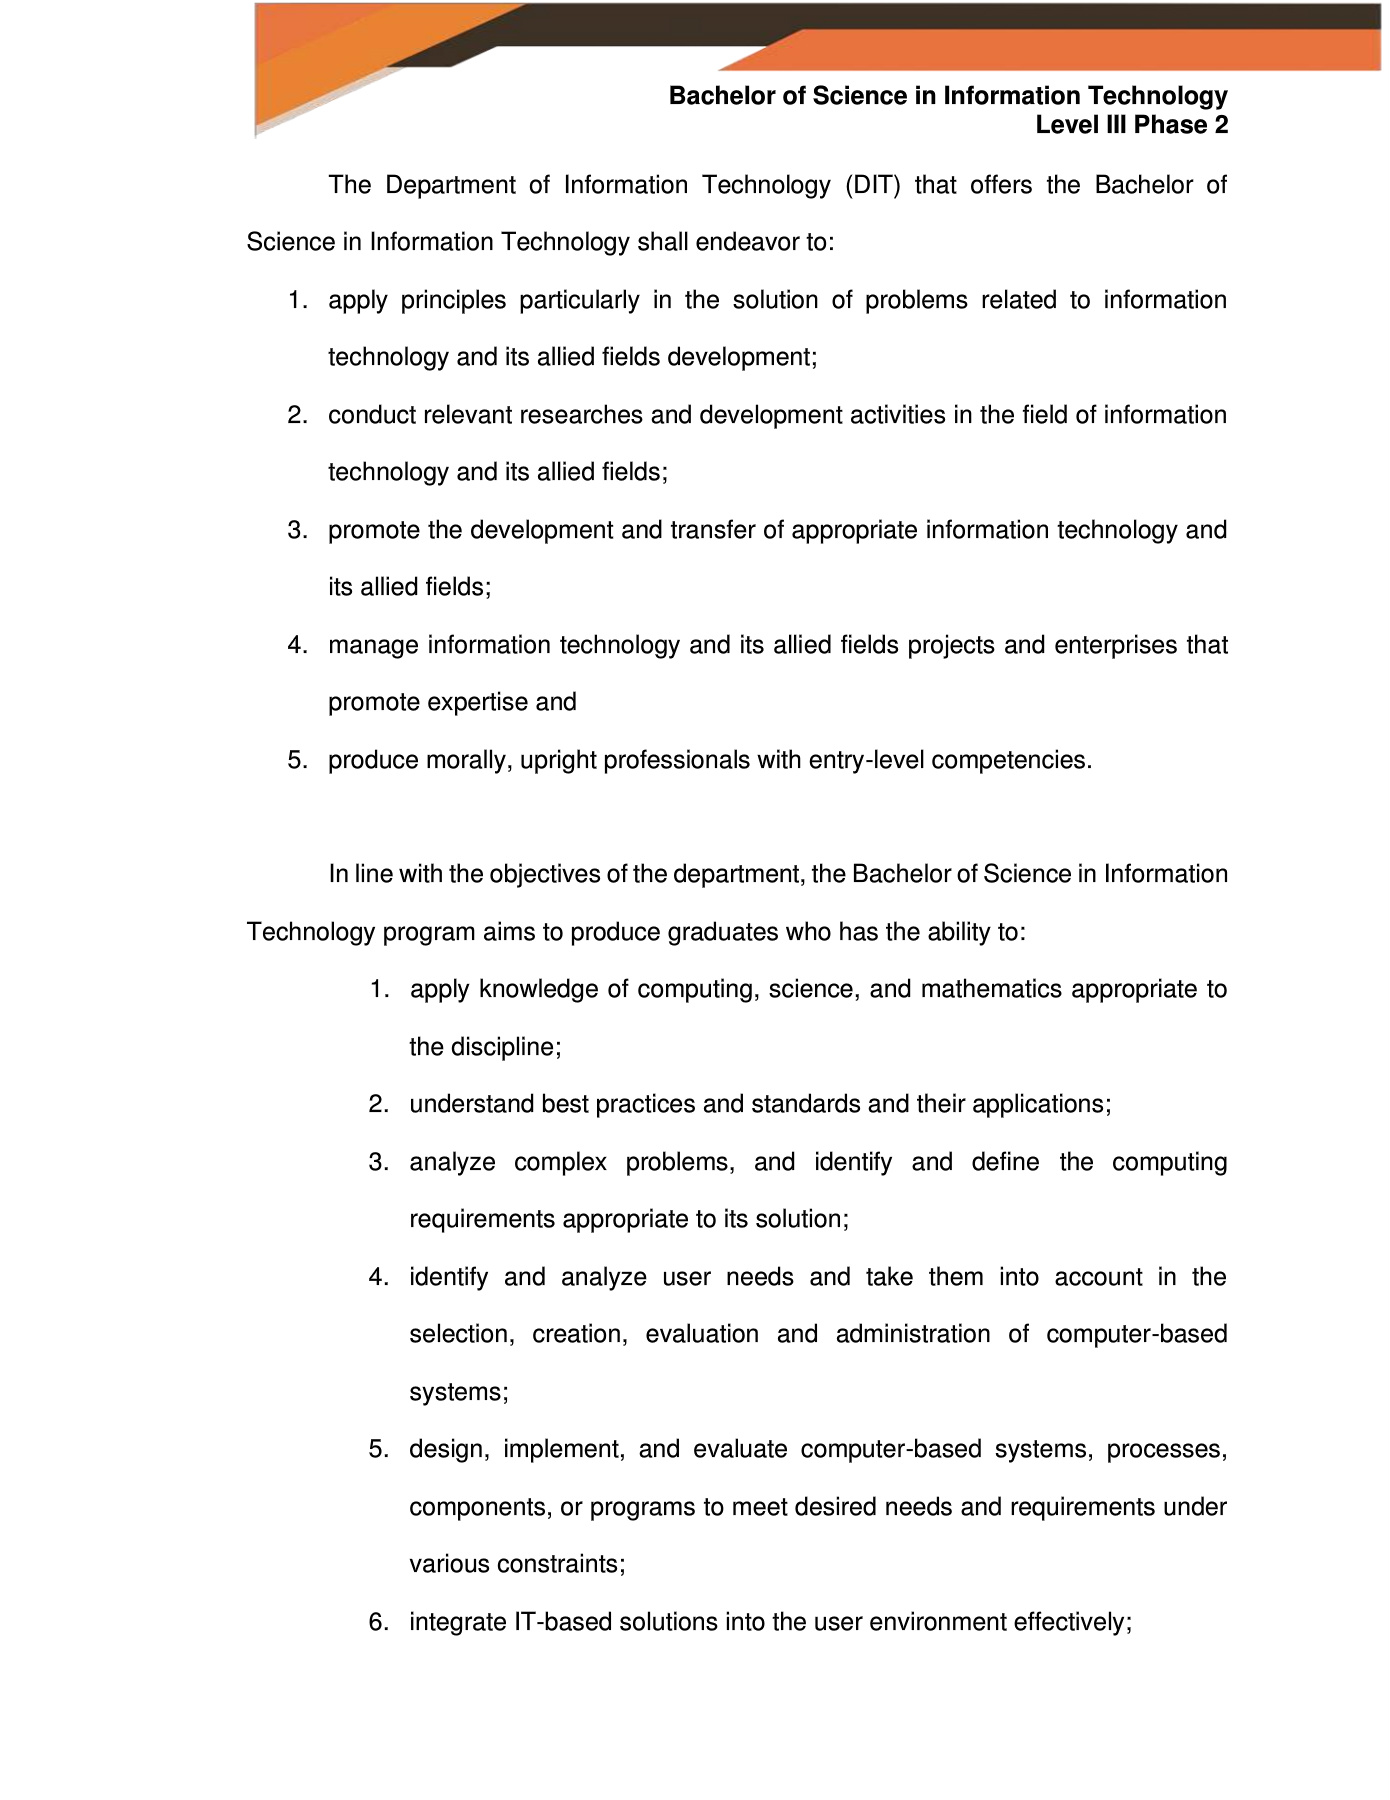 Bachelor of Science in Information Technology
Level III Phase 2
The Department of Information Technology (DIT) that offers the Bachelor of
Science in Information Technology shall endeavor to:
1. apply principles particularly in the solution of problems related to information
technology and its allied fields development;
2. conduct relevant researches and development activities in the field of information
technology and its allied fields;
3. promote the development and transfer of appropriate information technology and
its allied fields;
4. manage information technology and its allied fields projects and enterprises that
promote expertise and
5. produce morally, upright professionals with entry-level competencies.
In line with the objectives of the department, the Bachelor of Science in Information
Technology program aims to produce graduates who has the ability to:
1. apply knowledge of computing, science, and mathematics appropriate to
the discipline;
2. understand best practices and standards and their applications;
3. analyze complex problems, and identify and define the computing
requirements appropriate to its solution;
4. identify and analyze user needs and take them into account in the
selection, creation, evaluation and administration of computer-based
systems;
5. design, implement, and evaluate computer-based systems, processes,
components, or programs to meet desired needs and requirements under
various constraints;
6. integrate IT-based solutions into the user environment effectively;